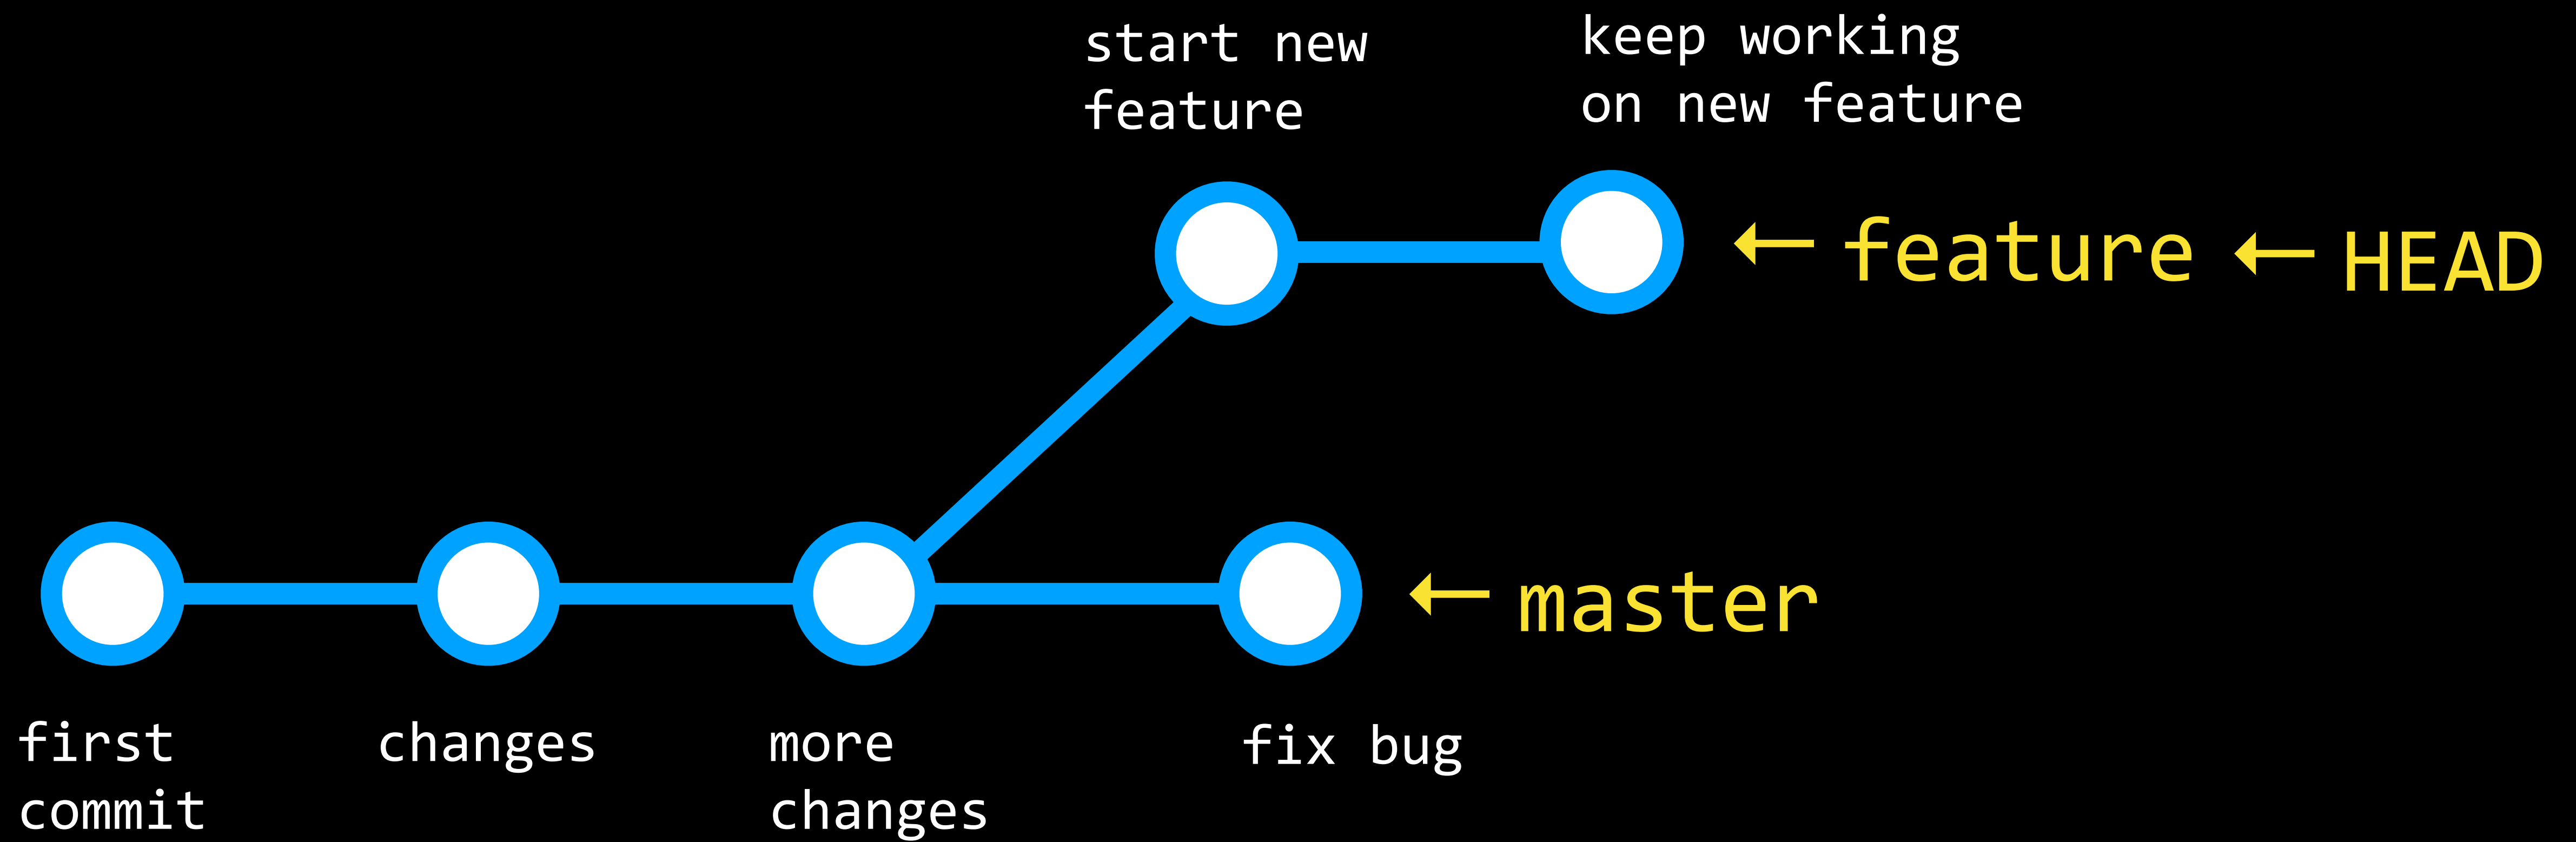 start new
feature
keep working
on new feature
← feature ← HEAD
← master
first
commit
changes
more
changes
fix bug